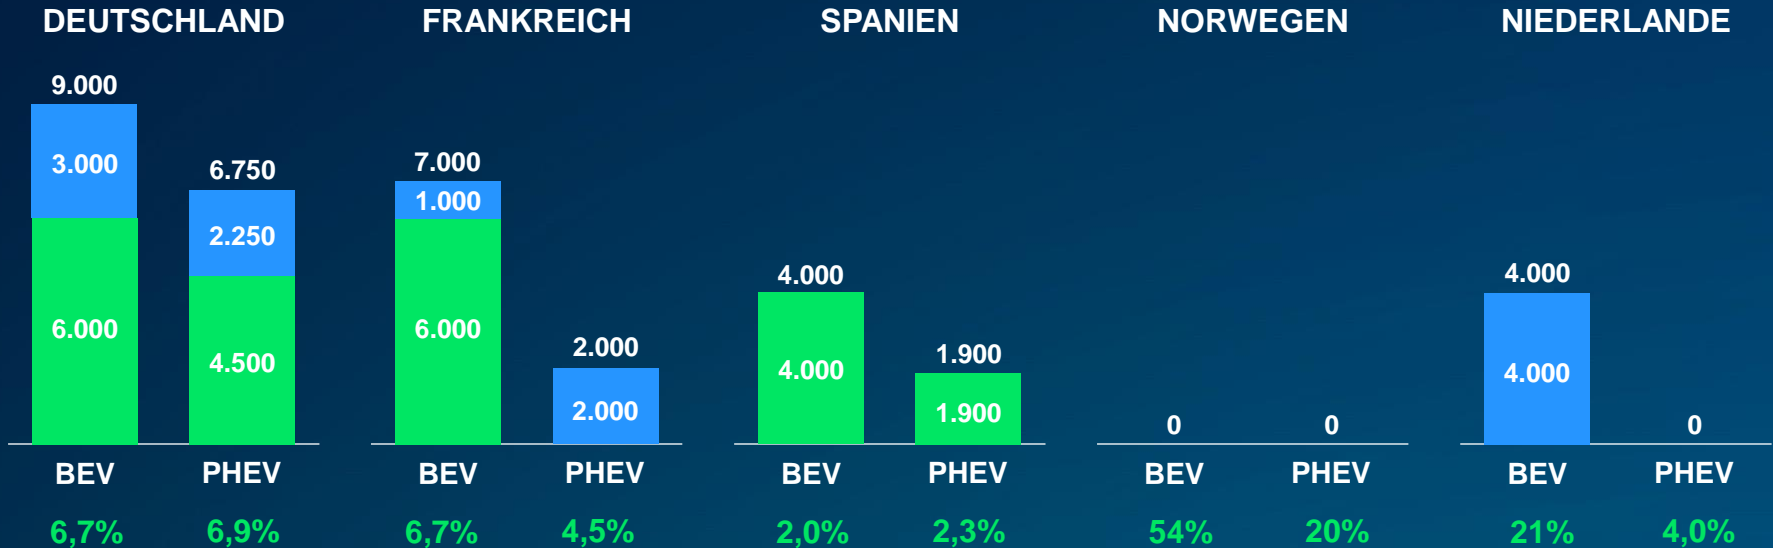 DEUTSCHLAND
9.000
3.000
6.000
6.750
2.250
4.500
BEV PHEV
6,7% 6,9%
FRANKREICH
7.000
1.000
6.000
2.000
2.000
BEV PHEV
6,7% 4,5%
SPANIEN
4.000
4.000
1.900
1.900
BEV PHEV
2,0% 2,3%
NORWEGEN
0 0
BEV PHEV
54% 20%
NIEDERLANDE
4.000
4.000
0
BEV PHEV
21% 4,0%